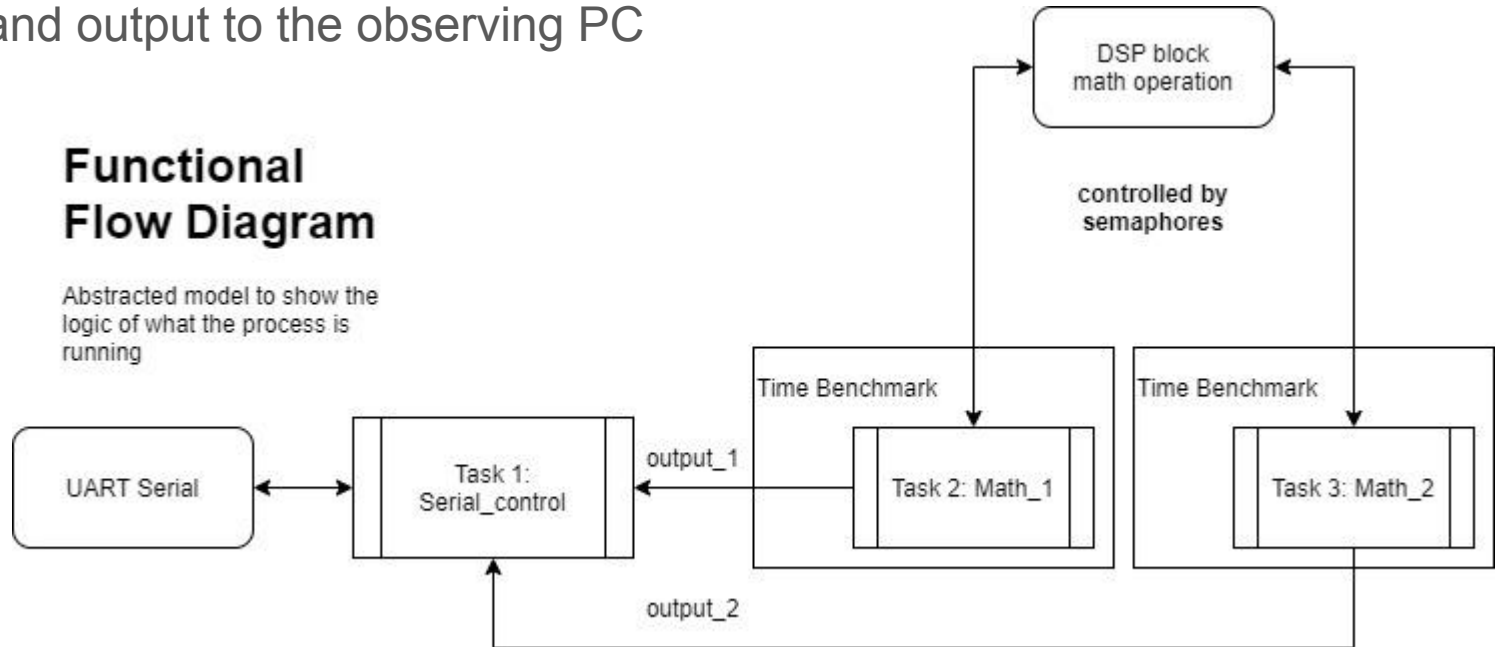 and output to the observing PC
DSP block
math operation
Functional
Flow Diagram
controlled by
semaphores
Abstracted model to show the
logic of what the process is
running
Time Benchmark
Time Benchmark
UART Serial
Task 1:
Serial_control
output_1
Task 2: Math_1
Task 3: Math_2
output_2